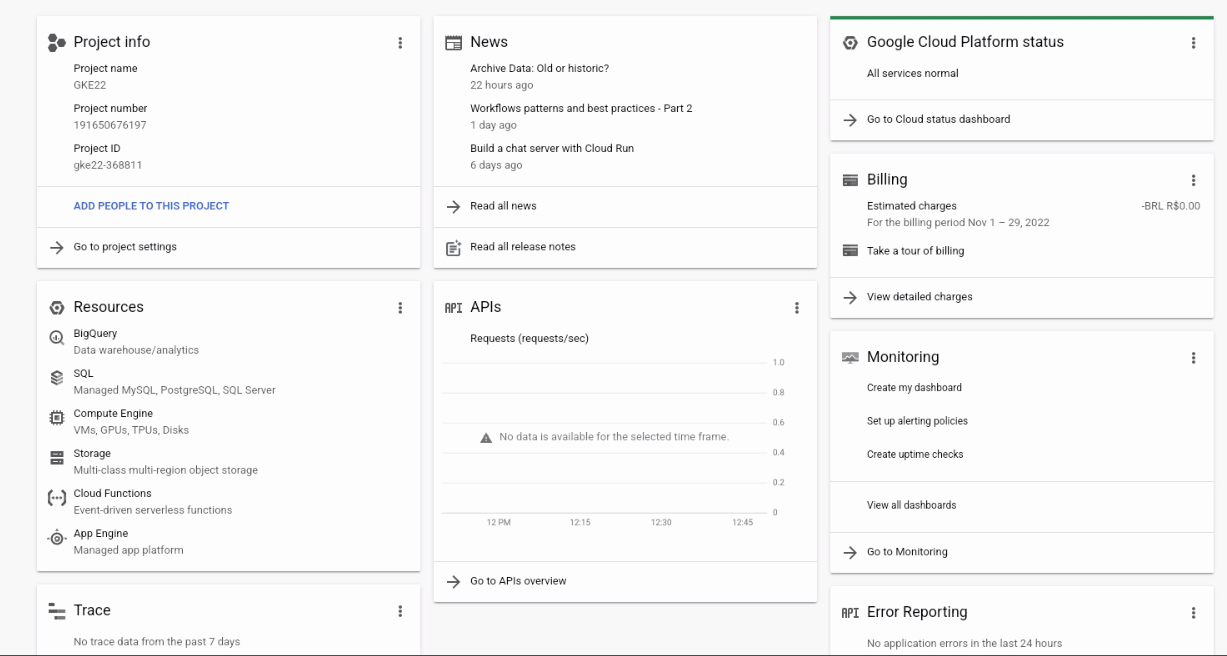 Project info
Project name
GKE22
Project number
191650676197
Project ID
gke22-368811
ADD PEOPLE TO THIS PROJECT
Go to project settings
Resources
BigQuery
Data warehouse/analytics
SQL
Managed MySQL, PostgreSQL, SQL Server
Compute Engine
VMs, GPUs, TPUs, Disks
Storage
Multi-class multi-region object storage
Cloud Functions
Event-driven serverless functions
App Engine
Managed app platform
Trace
No trace data from the past 7 days
News
Archive Data: Old or historic?
22 hours ago
Workflows patterns and best practices - Part 2
1 day ago
Build a chat server with Cloud Run
6 days ago
Read all news
Read all release notes
API APIs
Requests (requests/sec)
1.0
0.8
0.6
No data is available for the selected time frame.
0.4
0.2
0
12 PM 12:15 12:30 12:45
Go to APIs overview
Google Cloud Platform status
All services normal
Go to Cloud status dashboard
Billing
Estimated charges -BRL R$0.00
For the billing period Nov 1 – 29, 2022
Take a tour of billing
View detailed charges
Monitoring
Create my dashboard
Set up alerting policies
Create uptime checks
View all dashboards
Go to Monitoring
API Error Reporting
No application errors in the last 24 hours